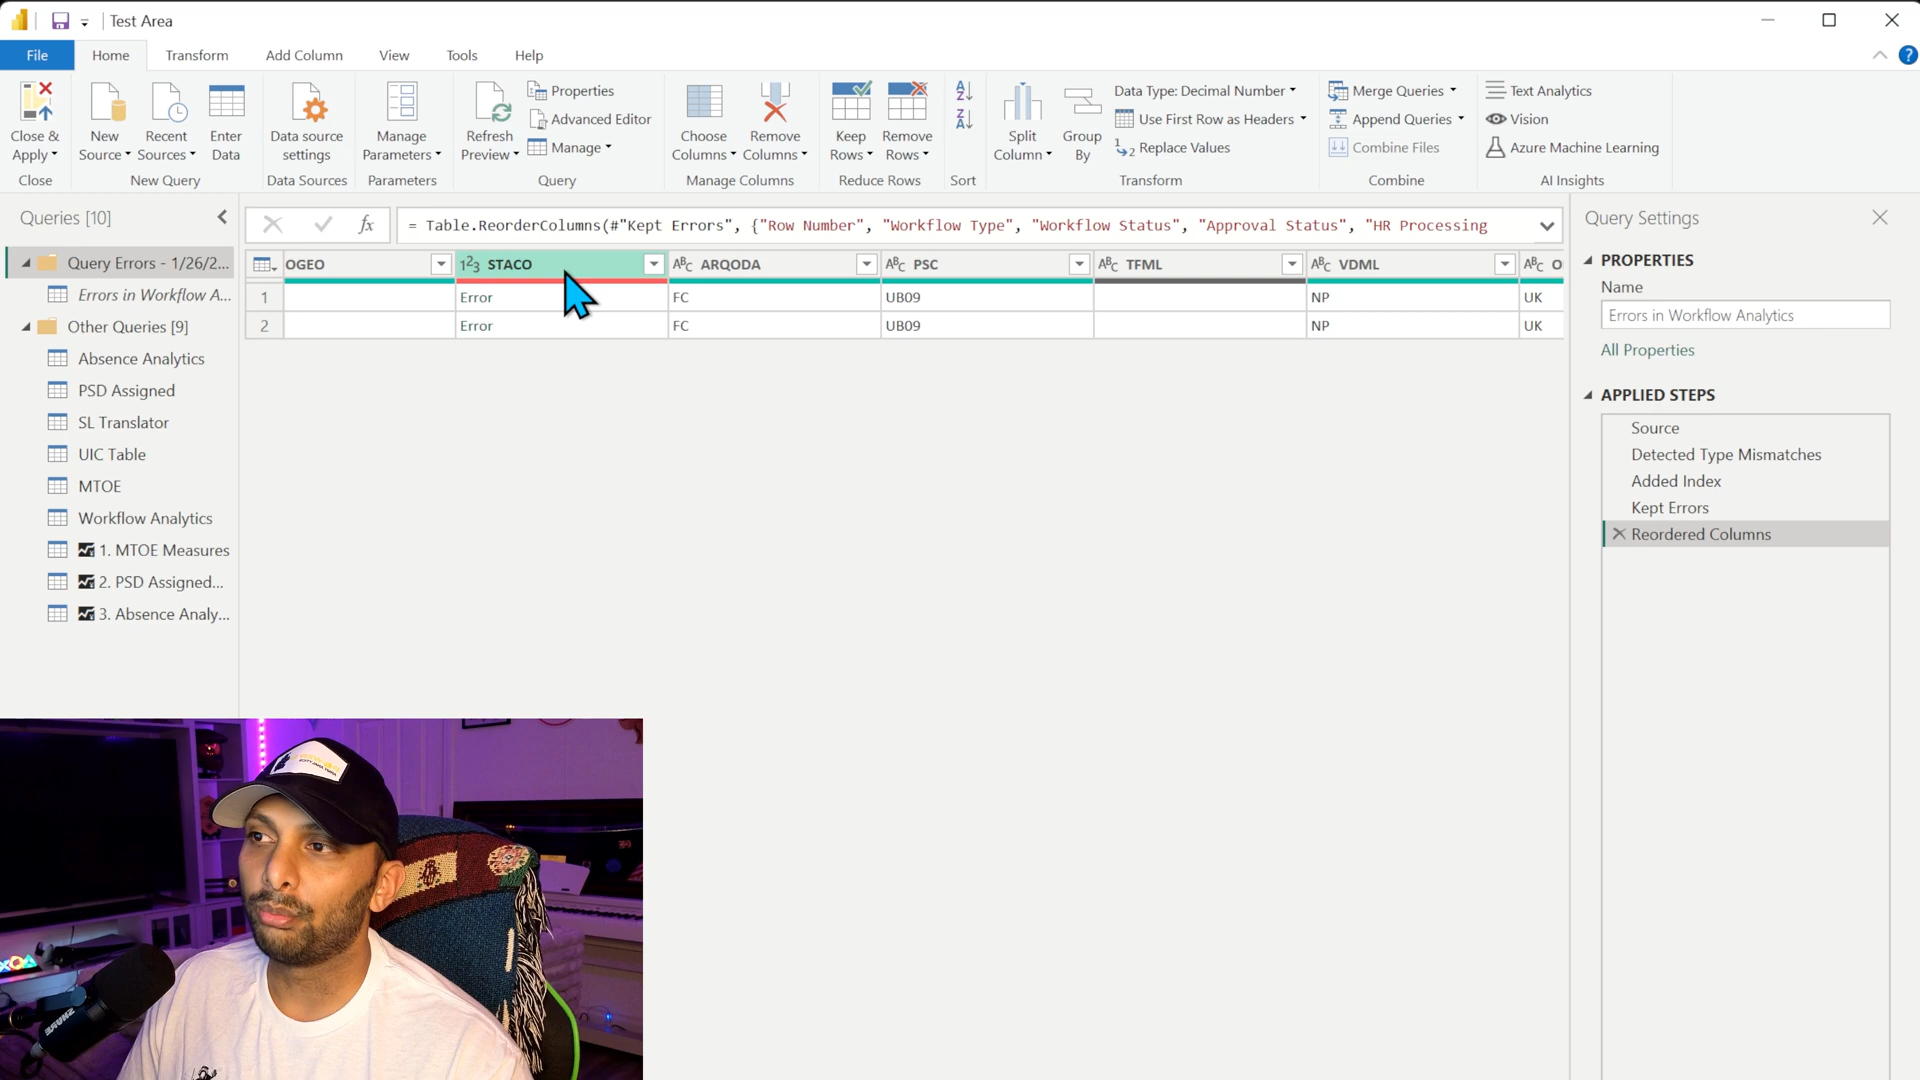 Test Area
File
Home
Transform
Add Column
View
Tools
Help
?
Close & Apply
New Source
Recent Sources
Enter Data
Data source settings
Manage Parameters
Refresh Preview
Properties
Advanced Editor
Manage
Choose Columns
Remove Columns
Keep Rows
Remove Rows
Split Column
Group By
Data Type: Decimal Number
Use First Row as Headers
Replace Values
Merge Queries
Append Queries
Combine Files
Text Analytics
Vision
Azure Machine Learning
Close
New Query
Data Sources
Parameters
Query
Manage Columns
Reduce Rows
Sort
Transform
Combine
AI Insights
Queries [10]
Query Errors - 1/26/2...
Errors in Workflow A...
Other Queries [9]
Absence Analytics
PSD Assigned
SL Translator
UIC Table
MTOE
Workflow Analytics
1. MTOE Measures
2. PSD Assigned...
3. Absence Analy...
fx
= Table.ReorderColumns(#"Kept Errors", {"Row Number", "Workflow Type", "Workflow Status", "Approval Status", "HR Processing
OGEO 123 STACO ABC ARQODA ABC PSC ABC TFML ABC VDML ABC O
1 Error FC UB09 NP UK
2 Error FC UB09 NP UK
Query Settings
PROPERTIES
Name
Errors in Workflow Analytics
All Properties
APPLIED STEPS
Source
Detected Type Mismatches
Added Index
Kept Errors
Reordered Columns
SHURE